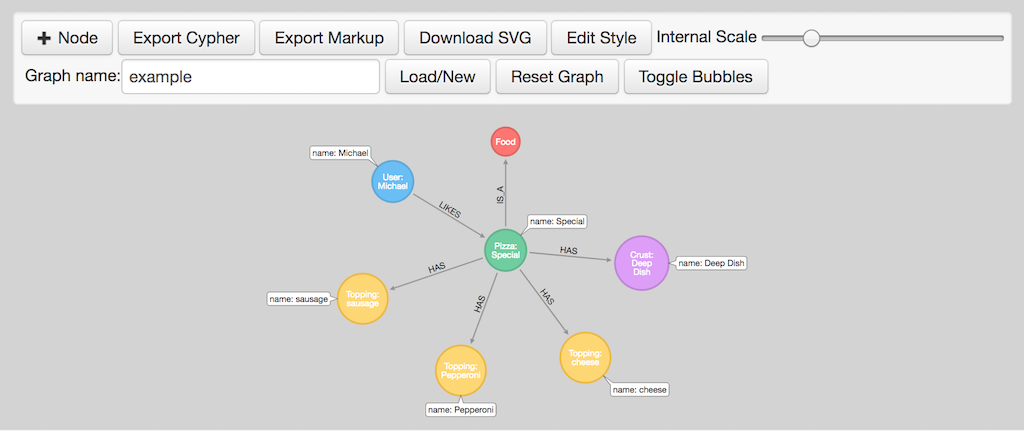 + Node Export Cypher Export Markup Download SVG Edit Style Internal Scale
Graph name: example Load/New Reset Graph Toggle Bubbles
Food
name: Michael
User:
Michael
IS_A
LIKES
name: Special
Pizza:
Special
HAS
Crust:
Deep
Dish
name: Deep Dish
HAS
Topping:
sausage
name: sausage
HAS
HAS
Topping:
Pepperoni
name: Pepperoni
Topping:
cheese
name: cheese